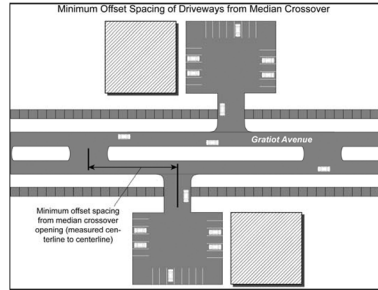 Minimum Offset Spacing of Driveways from Median Crossover
Gratiot Avenue
Minimum offset spacing
from median crossover
opening (measured cen-
terline to centerline)